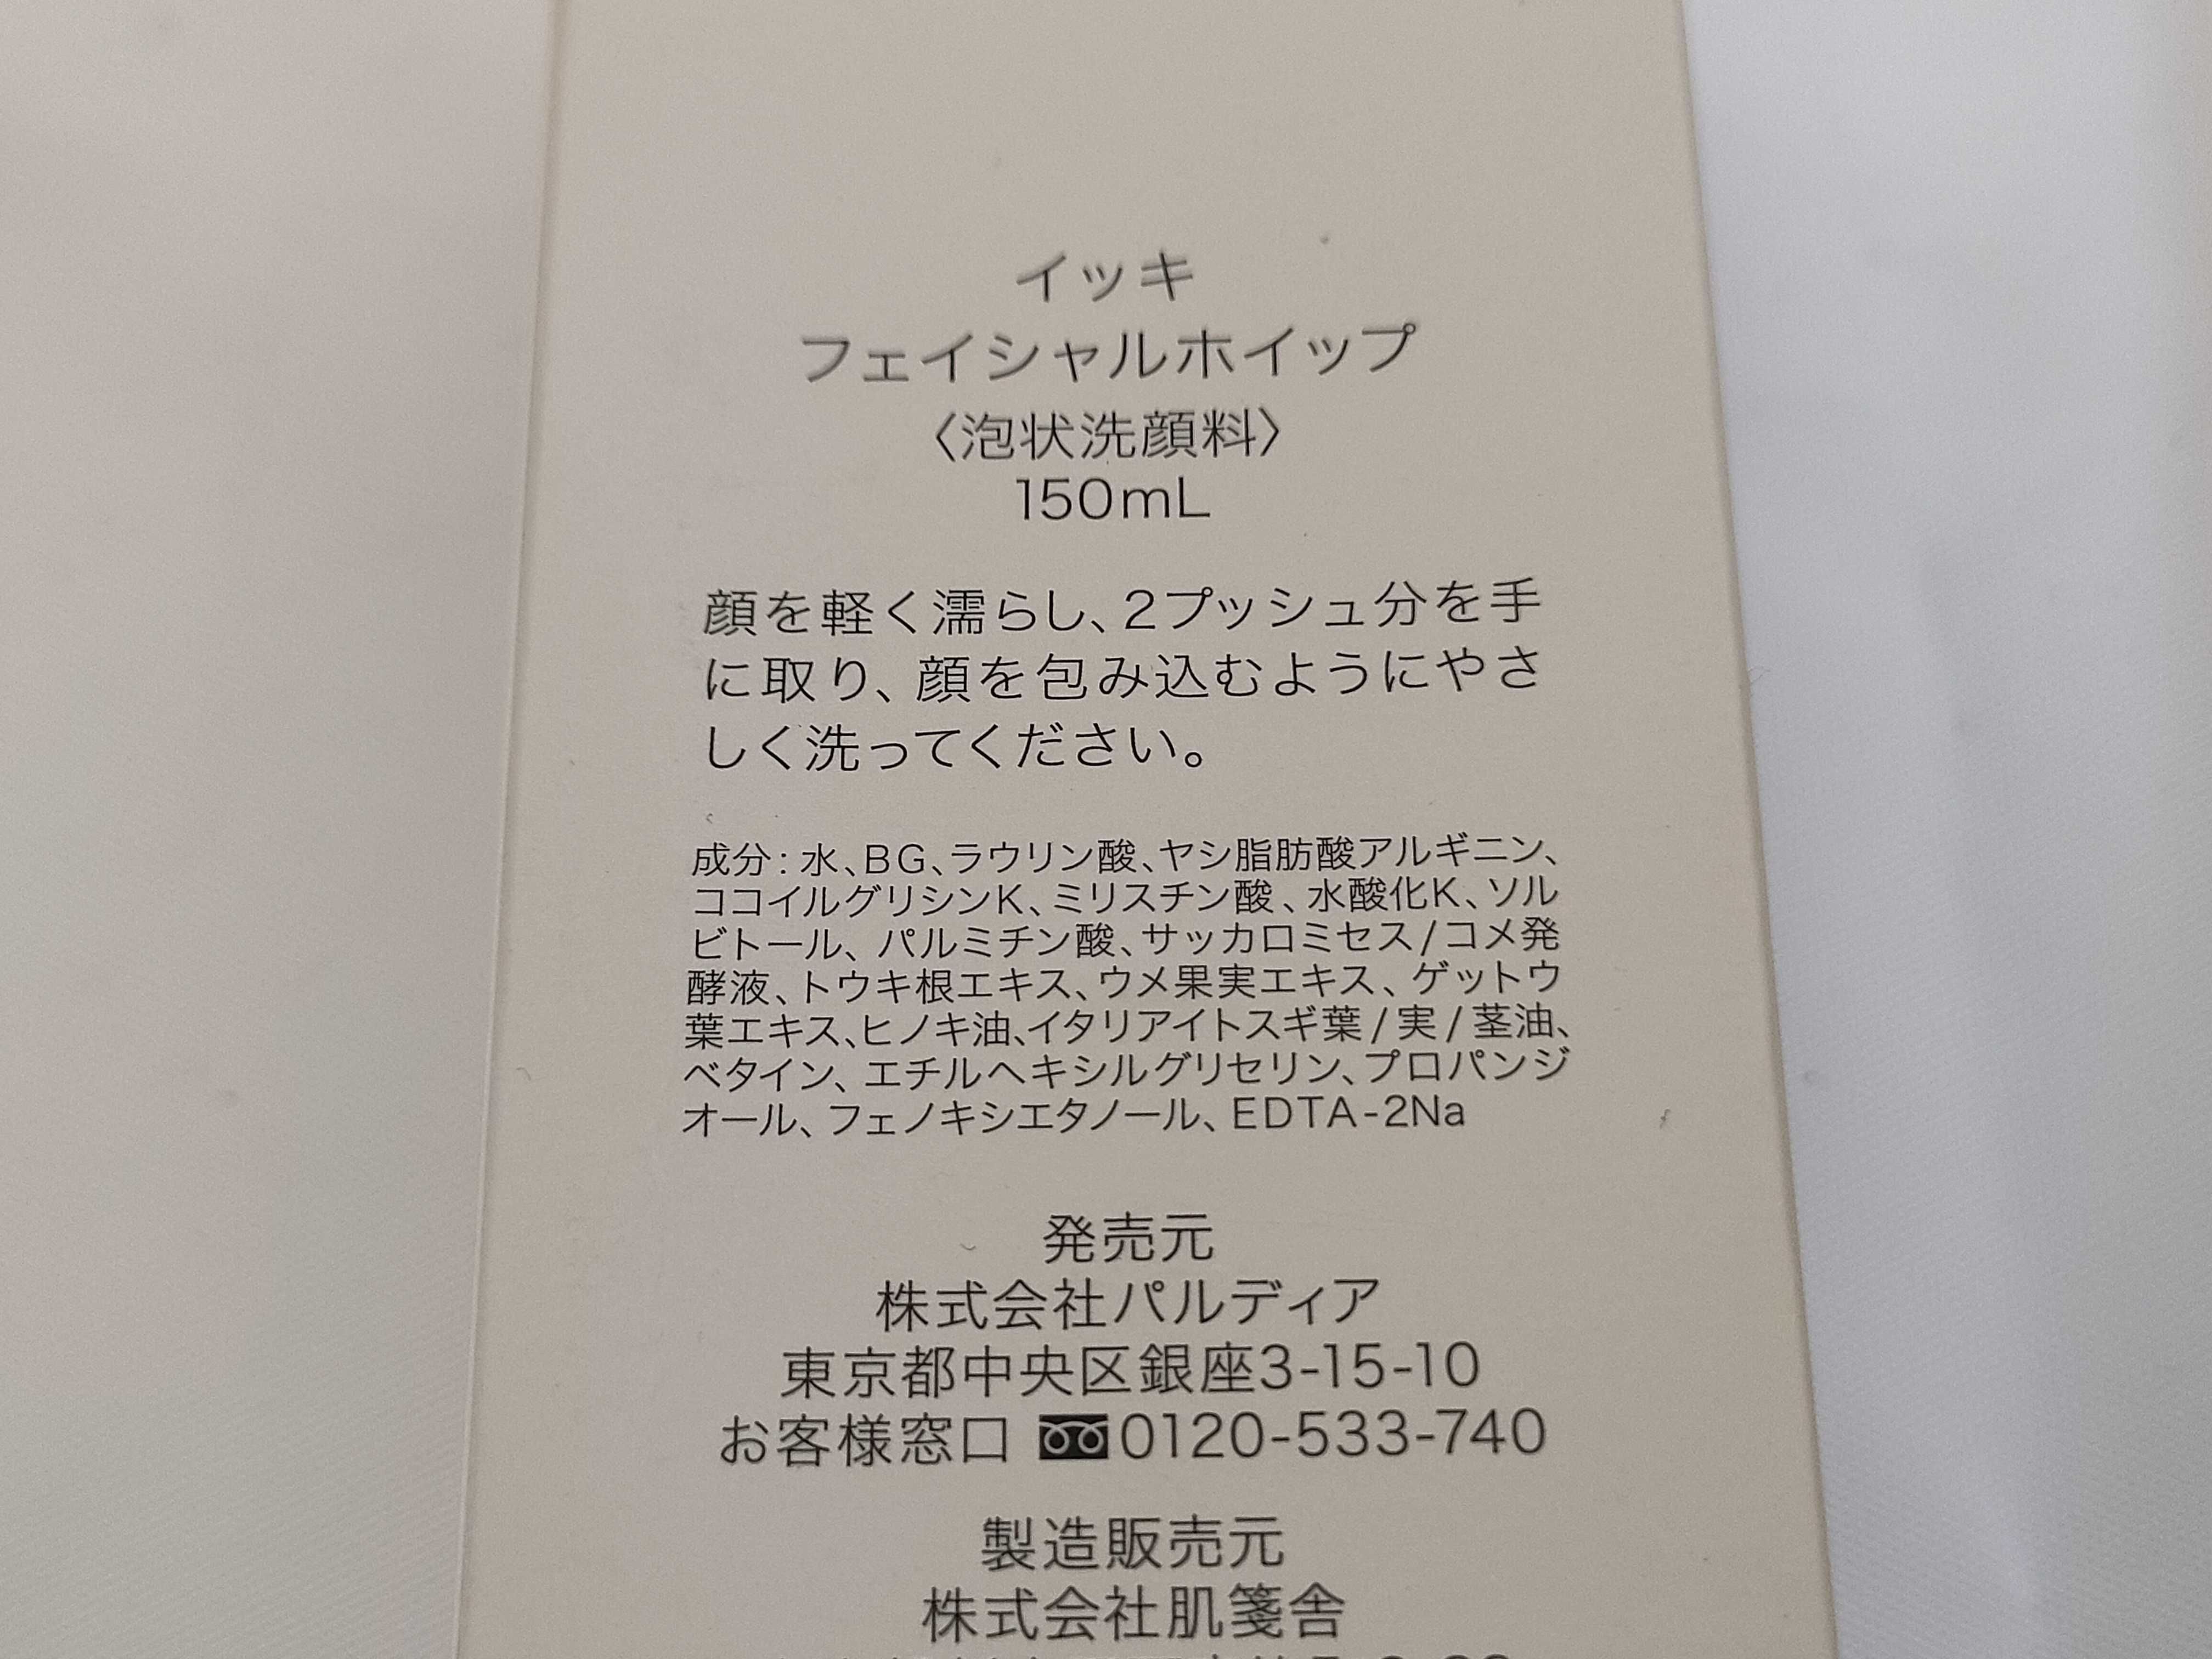 イッキ
フェイシャルホイップ
〈泡状洗顔料〉
150mL
顔を軽く濡らし、2プッシュ分を手
に取り、顔を包み込むようにやさ
しく洗ってください。
成分：水、BG、ラウリン酸、ヤシ脂肪酸アルギニン、
ココイルグリシンK、ミリスチン酸、水酸化K、ソル
ビトール、パルミチン酸、サッカロミセス/コメ発
酵液、トウキ根エキス、ウメ果実エキス、ゲットウ
葉エキス、ヒノキ油、イタリアイトスギ葉/実/茎油、
ベタイン、エチルヘキシルグリセリン、プロパンジ
オール、フェノキシエタノール、EDTA-2Na
発売元
株式会社パルディア
東京都中央区銀座3-15-10
お客様窓口 0120-533-740
製造販売元
株式会社肌箋舎